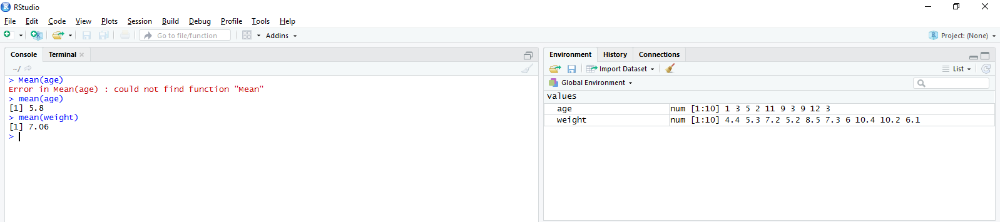 RStudio
File Edit Code View Plots Session Build Debug Profile Tools Help
Go to file/function Addins Project: (None)
Console Terminal
~/
> Mean(age)
Error in Mean(age) : could not find function "Mean"
> mean(age)
[1] 5.8
> mean(weight)
[1] 7.06
>
Environment History Connections
Import Dataset List
Global Environment
Values
age num [1:10] 1 3 5 2 11 9 3 9 12 3
weight num [1:10] 4.4 5.3 7.2 5.2 8.5 7.3 6 10.4 10.2 6.1